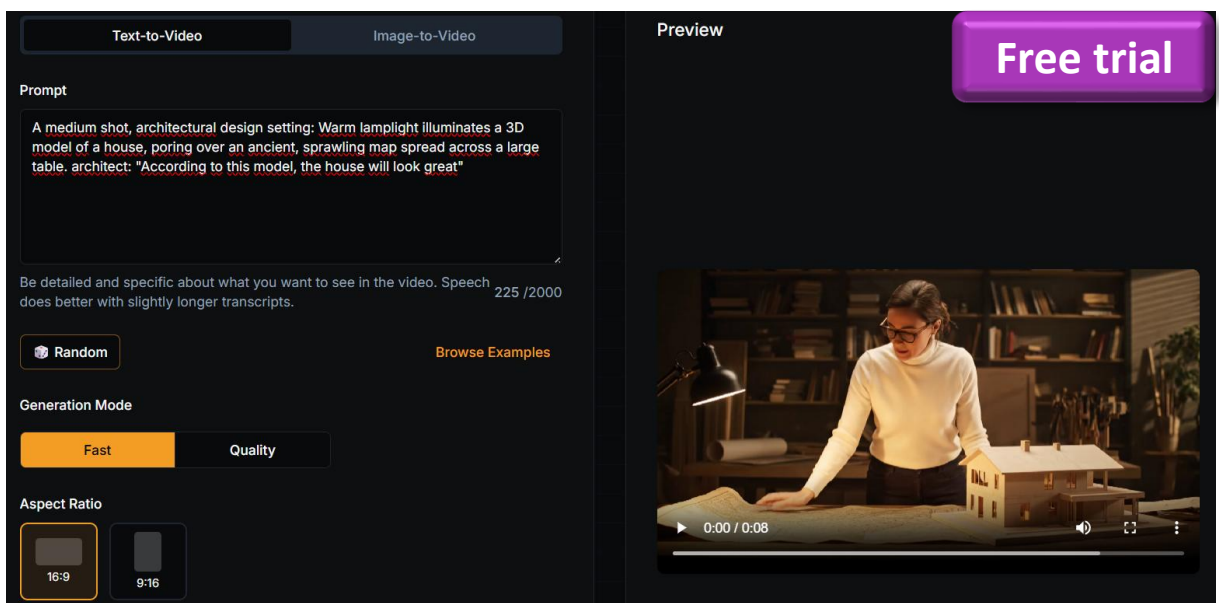 Text-to-Video
Image-to-Video
Prompt
A medium shot, architectural design setting: Warm lamplight illuminates a 3D
model of a house, poring over an ancient, sprawling map spread across a large
table. architect: "According to this model, the house will look great"
Be detailed and specific about what you want to see in the video. Speech
does better with slightly longer transcripts.
225 /2000
Random
Browse Examples
Generation Mode
Fast
Quality
Aspect Ratio
16:9
9:16
Preview
Free trial
0:00 / 0:08